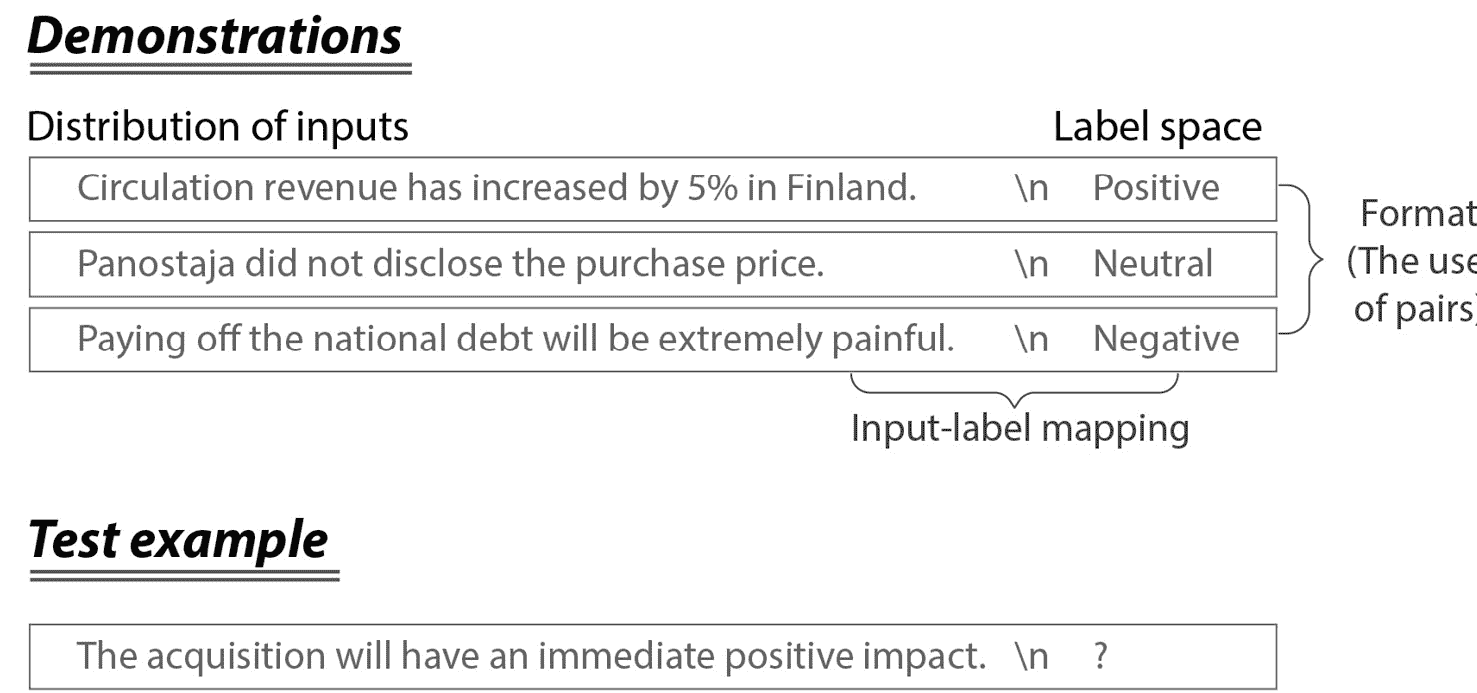 Demonstrations
Distribution of inputs Label space
Circulation revenue has increased by 5% in Finland. \n Positive
Panostaja did not disclose the purchase price. \n Neutral
Paying off the national debt will be extremely painful. \n Negative
Format
(The use
of pairs)
Input-label mapping
Test example
The acquisition will have an immediate positive impact. \n ?